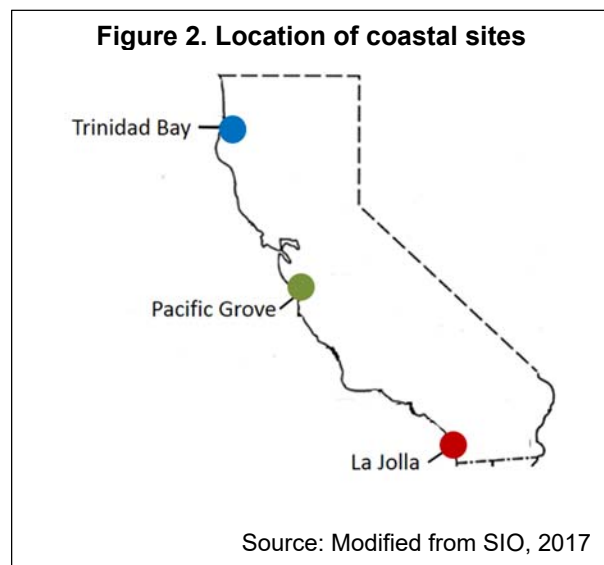 Figure 2. Location of coastal sites
Trinidad Bay
Pacific Grove
La Jolla
Source: Modified from SIO, 2017